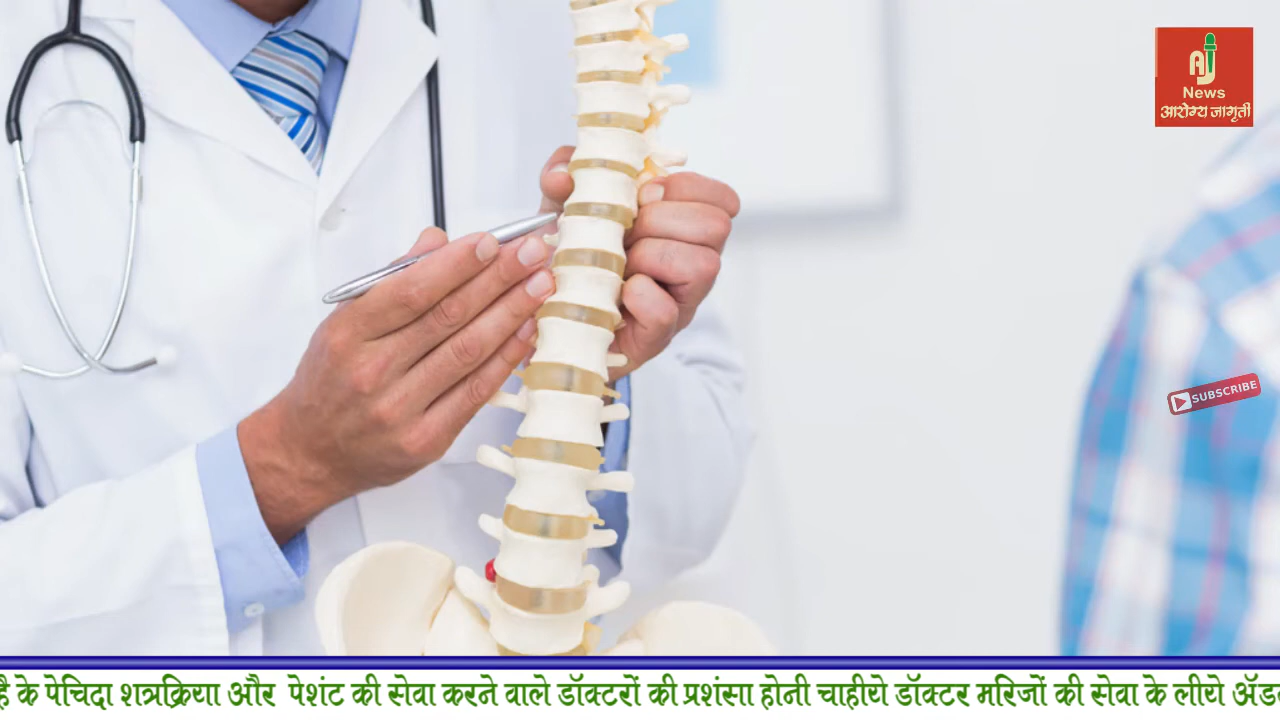 AJ
News
आरोग्य जागृती
SUBSCRIBE
है के पेचिदा शत्रक्रिया और पेशंट की सेवा करने वाले डॉक्टरों की प्रशंसा होनी चाहीये डॉक्टर मरिजों की सेवा के लीये